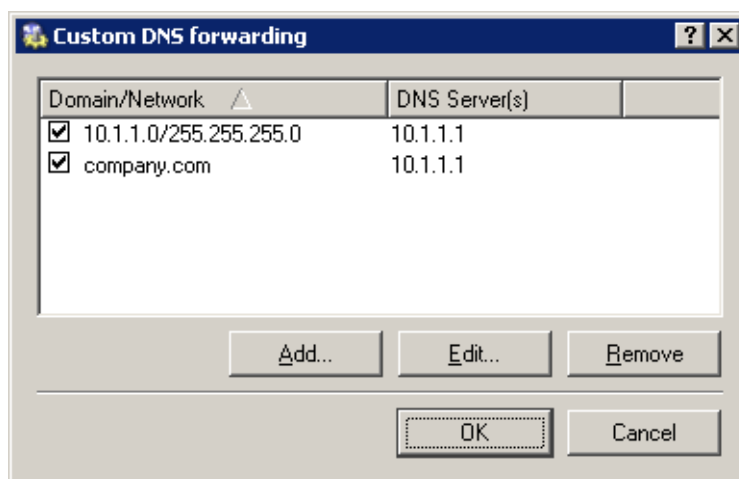 Custom DNS forwarding
Domain/Network DNS Server(s)
10.1.1.0/255.255.255.0 10.1.1.1
company.com 10.1.1.1
Add... Edit... Remove
OK Cancel